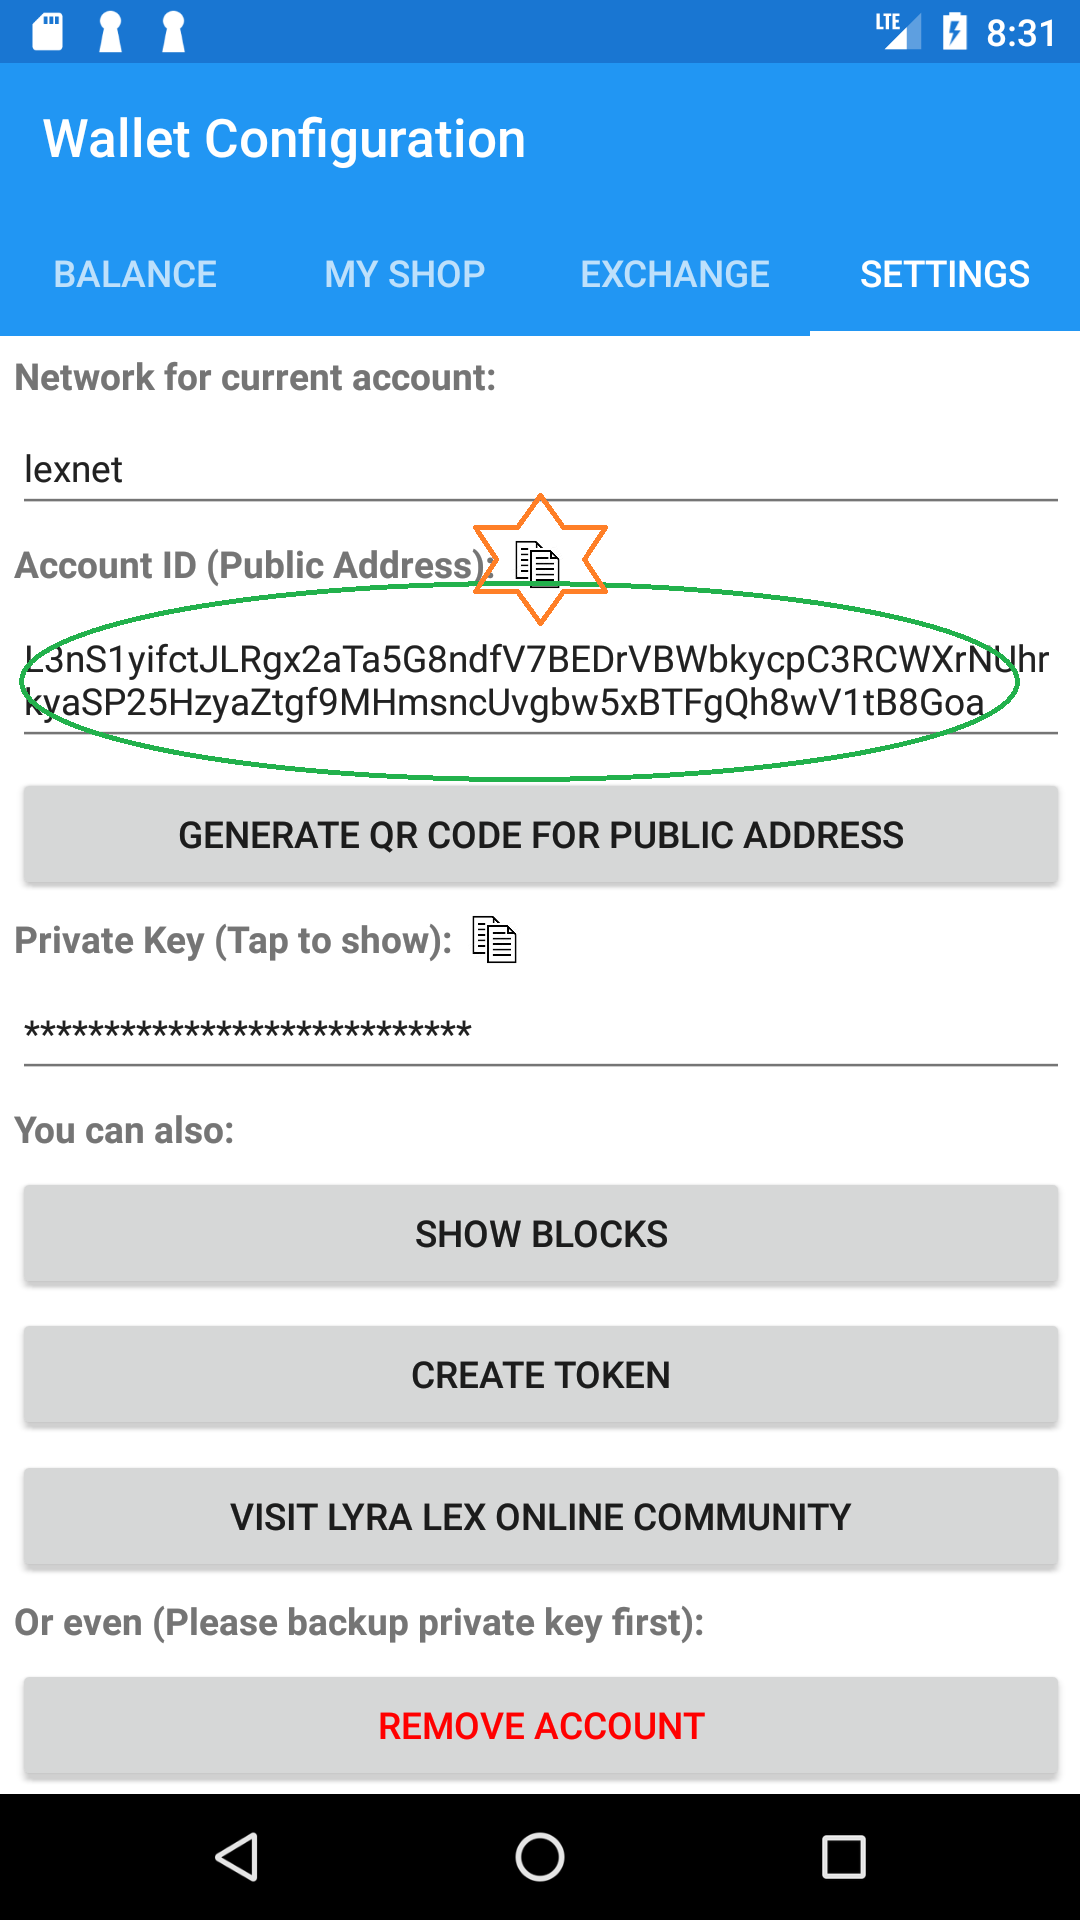 LTE 8:31
Wallet Configuration
BALANCE MY SHOP EXCHANGE SETTINGS
Network for current account:
lexnet
Account ID (Public Address):
L3nS1yifctJLRgx2aTa5G8ndfV7BEDrVBWbkycpC3RCWXrNUhr
kyaSP25HzyaZtgf9MHmsncUvgbw5xBTFgQh8wV1tB8Goa
GENERATE QR CODE FOR PUBLIC ADDRESS
Private Key (Tap to show):
****************************
You can also:
SHOW BLOCKS
CREATE TOKEN
VISIT LYRA LEX ONLINE COMMUNITY
Or even (Please backup private key first):
REMOVE ACCOUNT